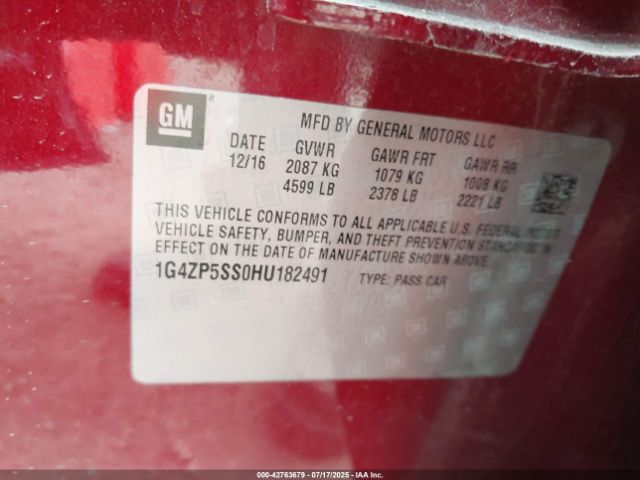 GM
MFD BY GENERAL MOTORS LLC
DATE GVWR GAWR FRT GAWR RR
12/16 2087 KG 1079 KG 1008 KG
4599 LB 2378 LB 2221 LB
THIS VEHICLE CONFORMS TO ALL APPLICABLE U.S. FEDERAL MOTOR
VEHICLE SAFETY, BUMPER, AND THEFT PREVENTION STANDARDS IN
EFFECT ON THE DATE OF MANUFACTURE SHOWN ABOVE.
1G4ZP5SS0HU182491 TYPE: PASS CAR
000-42763679 07/17/2025 IAA Inc.